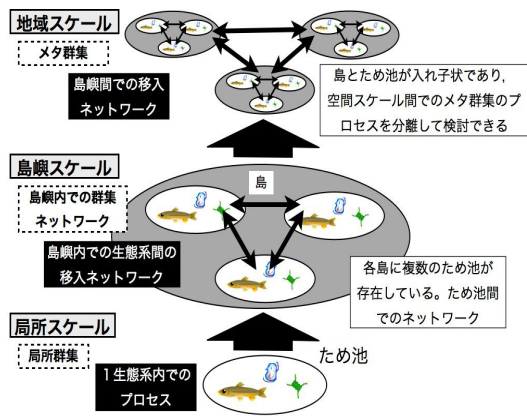 地域スケール
メタ群集
島嶼間での移入
ネットワーク
島とため池が入れ子状であり,
空間スケール間でのメタ群集のプ
ロセスを分離して検討できる
島嶼スケール
島
島嶼内での群集
ネットワーク
島嶼内での生態系間の
移入ネットワーク
各島に複数のため池が
存在している。ため池間
でのネットワーク
局所スケール
局所群集
ため池
１生態系内での
プロセス